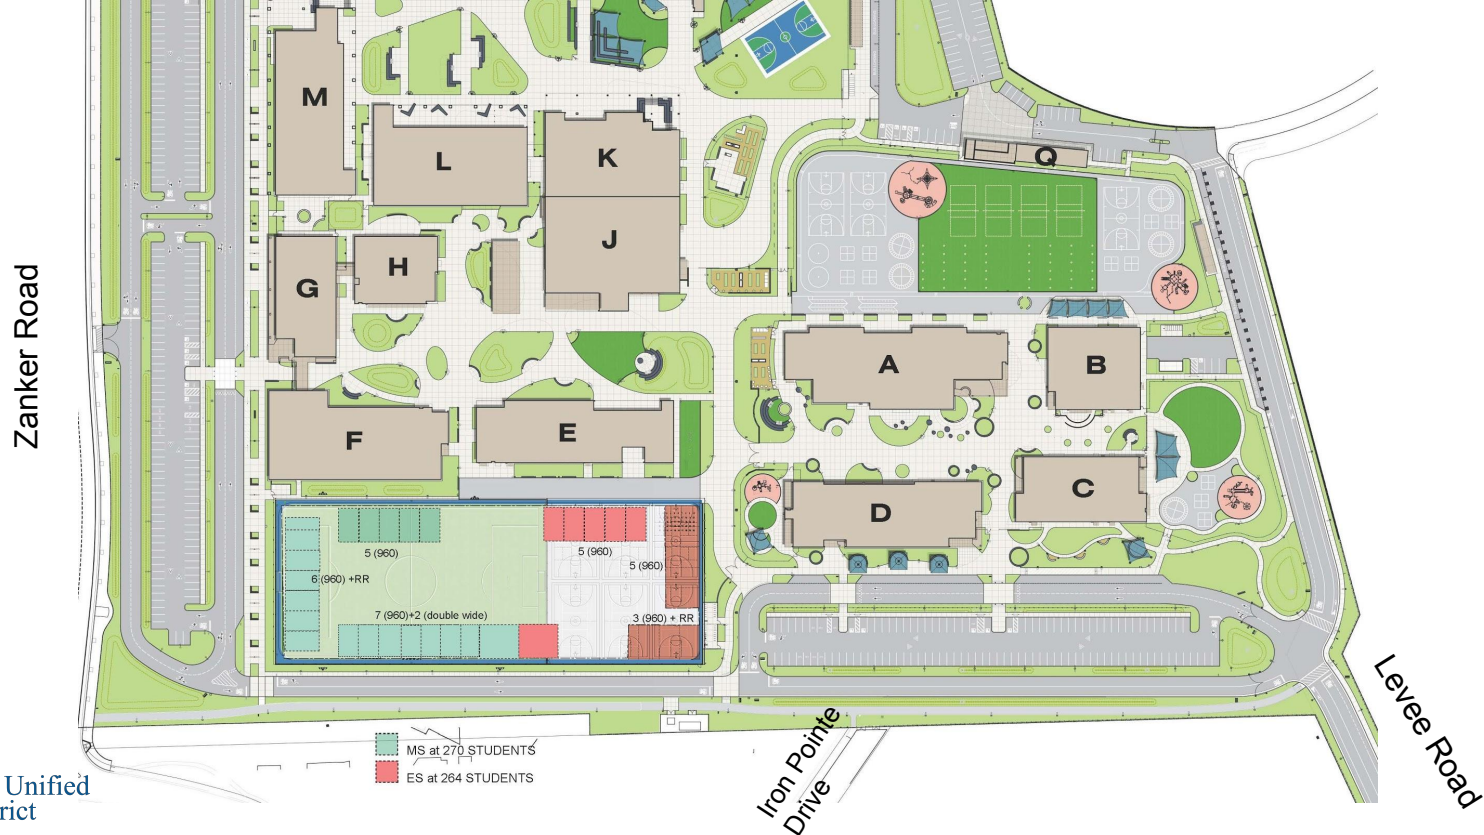 M
L
K
Q
J
G
H
Zanker Road
A
B
F
E
C
D
5 (960)
5 (960)
5 (960)
6 (960) +RR
7 (960)+2 (double wide)
3 (960) + RR
Levee Road
Iron Pointe
Drive
MS at 270 STUDENTS
ES at 264 STUDENTS
Unified
rict